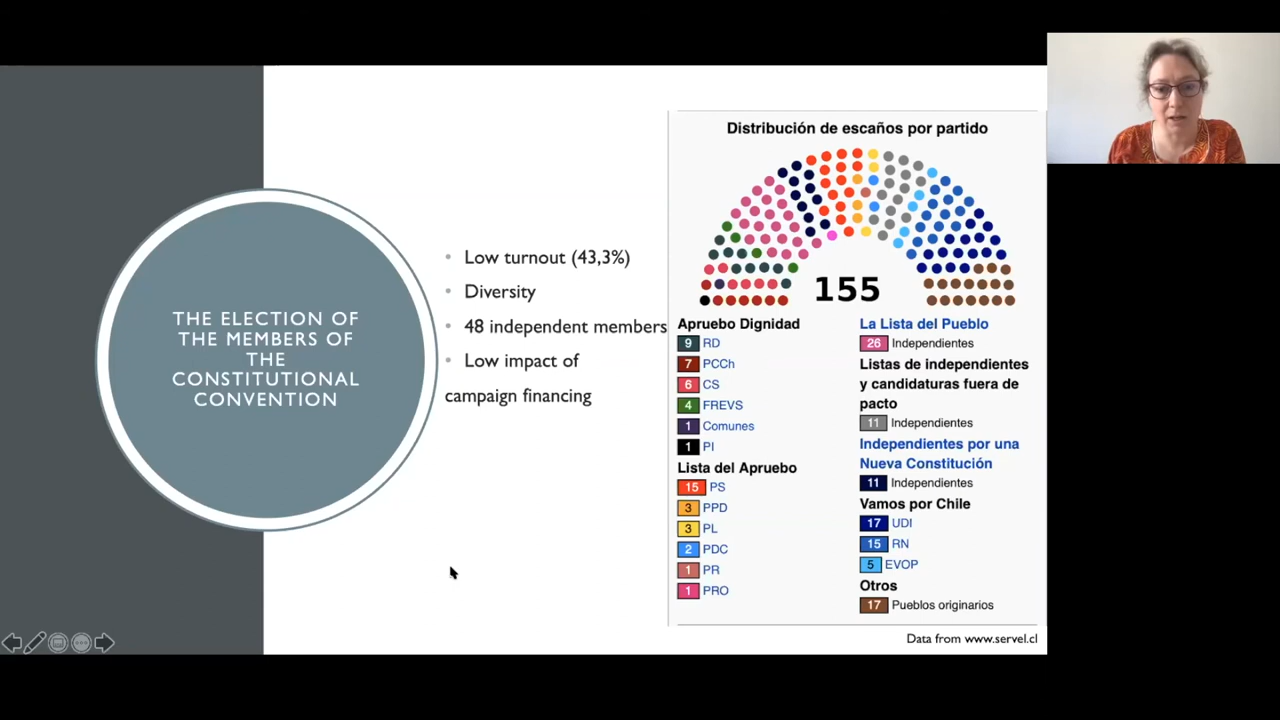 THE ELECTION OF
THE MEMBERS OF
THE
CONSTITUTIONAL
CONVENTION
• Low turnout (43,3%)
• Diversity
• 48 independent members
• Low impact of
campaign financing
Distribución de escaños por partido
155
Apruebo Dignidad
9 RD
7 PCCh
6 CS
4 FREVS
1 Comunes
1 PI
Lista del Apruebo
15 PS
3 PPD
3 PL
2 PDC
1 PR
1 PRO
La Lista del Pueblo
26 Independientes
Listas de independientes
y candidaturas fuera de
pacto
11 Independientes
Independientes por una
Nueva Constitución
11 Independientes
Vamos por Chile
17 UDI
15 RN
5 EVOP
Otros
17 Pueblos originarios
Data from www.servel.cl